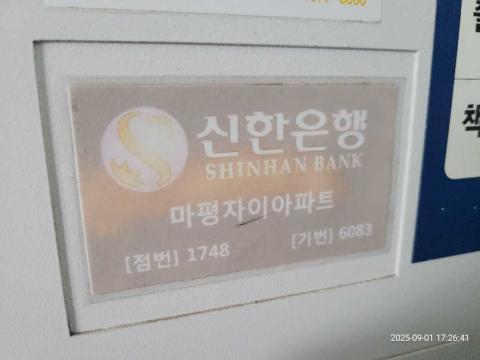 신한은행
SHINHAN BANK
마평자이아파트
[점번] 1748
[기번] 6083
책
2025-09-01 17:26:41